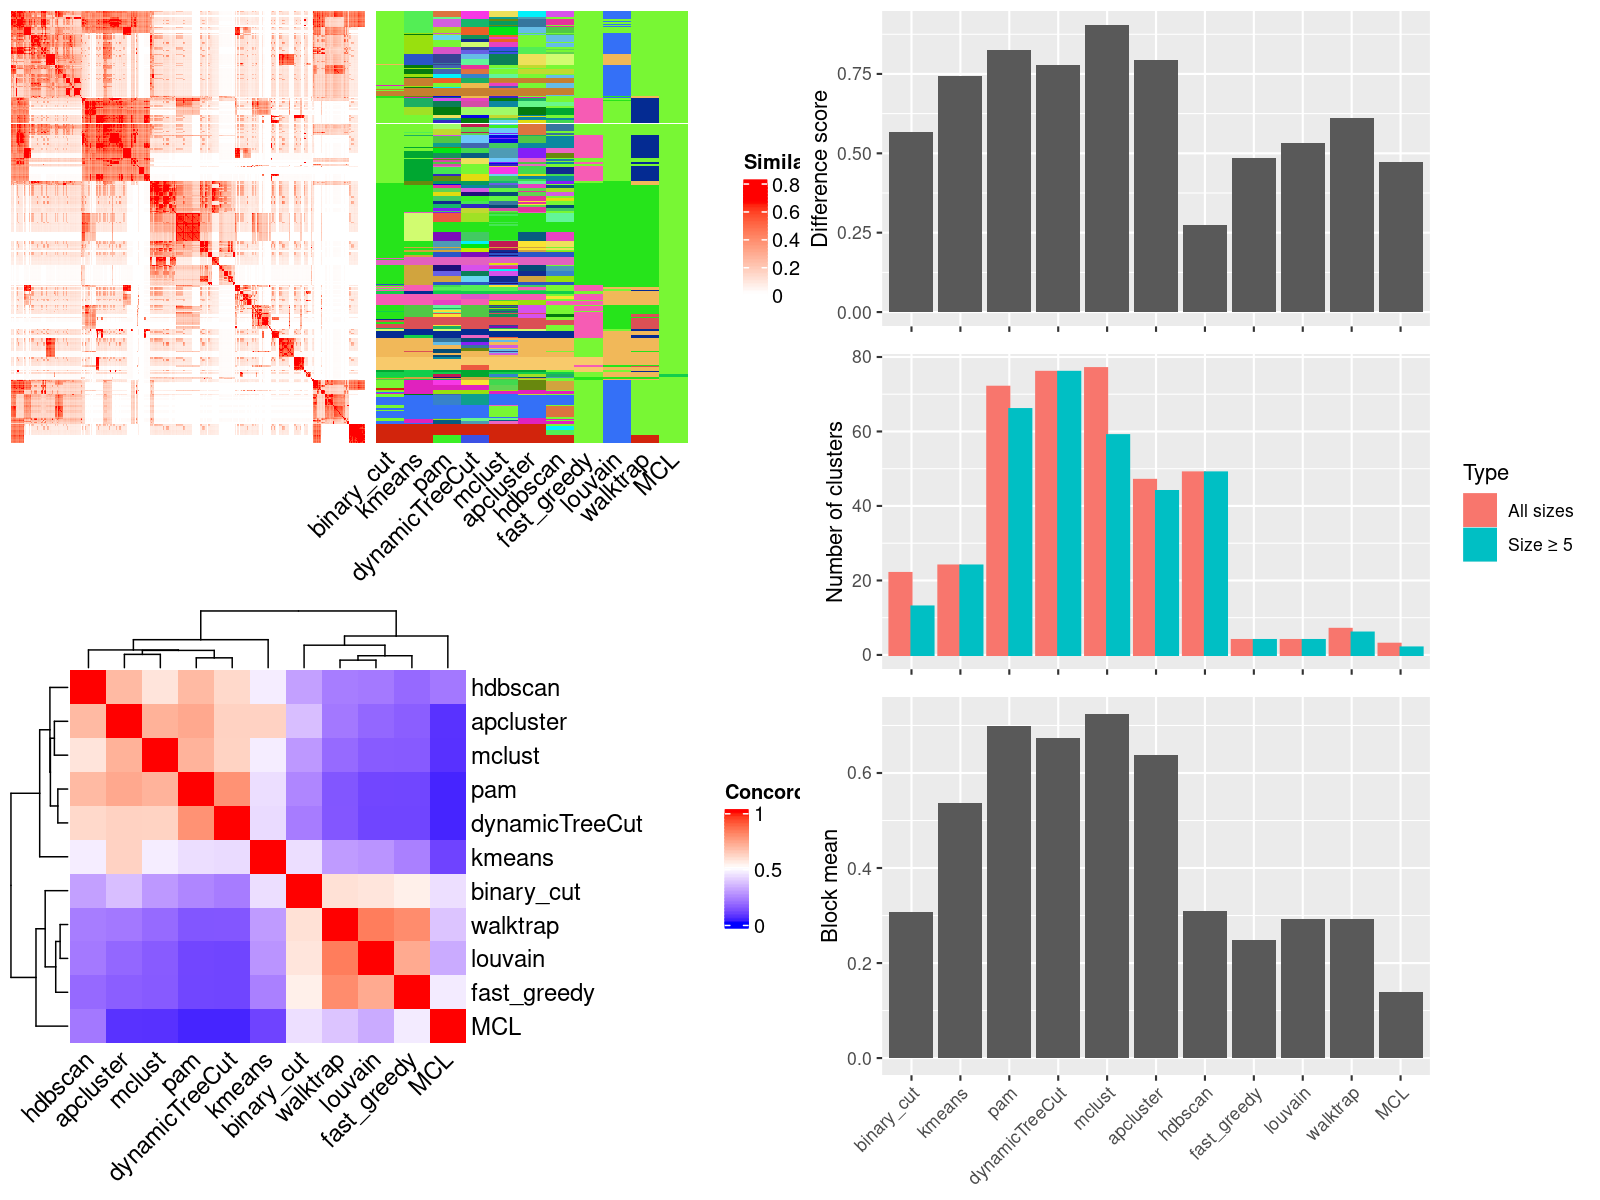 Simila
0.8
0.6
0.4
0.2
0
binary_cut
kmeans
pam
dynamicTreeCut
mclust
apcluster
hdbscan
fast_greedy
louvain
walktrap
MCL
hdbscan
apcluster
mclust
pam
dynamicTreeCut
kmeans
binary_cut
walktrap
louvain
fast_greedy
MCL
hdbscan
apcluster
mclust
pam
dynamicTreeCut
kmeans
binary_cut
walktrap
louvain
fast_greedy
MCL
Concord
1
0.5
0
Difference score
0.75
0.50
0.25
0.00
Number of clusters
80
60
40
20
0
Type
All sizes
Size ≥ 5
Block mean
0.6
0.4
0.2
0.0
binary_cut
kmeans
pam
dynamicTreeCut
mclust
apcluster
hdbscan
fast_greedy
louvain
walktrap
MCL